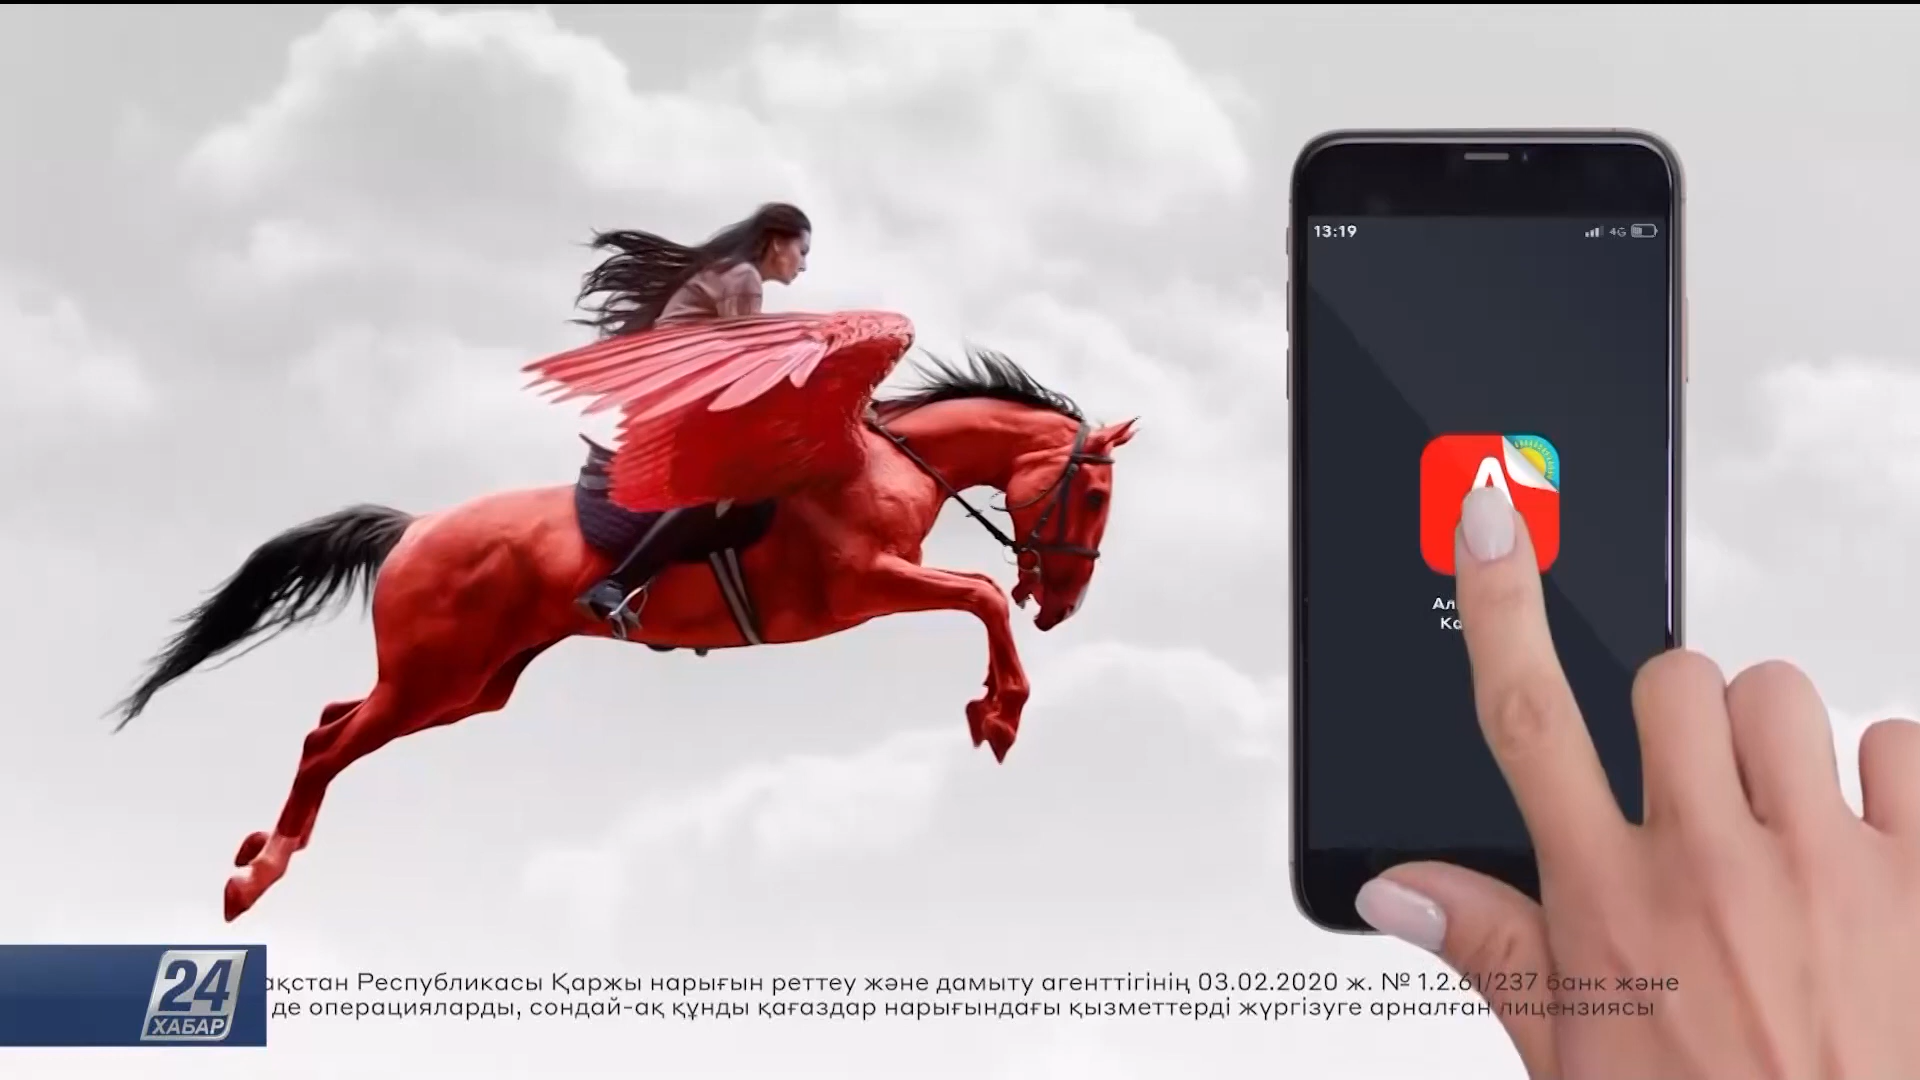 13:19
4G
24
ХАБАР
ақстан Республикасы Қаржы нарығын реттеу және дамыту агенттігінің 03.02.2020 ж. № 1.2.61/237 банк және
де операцияларды, сондай-ақ құнды қағаздар нарығындағы қызметтерді жүргізуге арналған лицензиясы